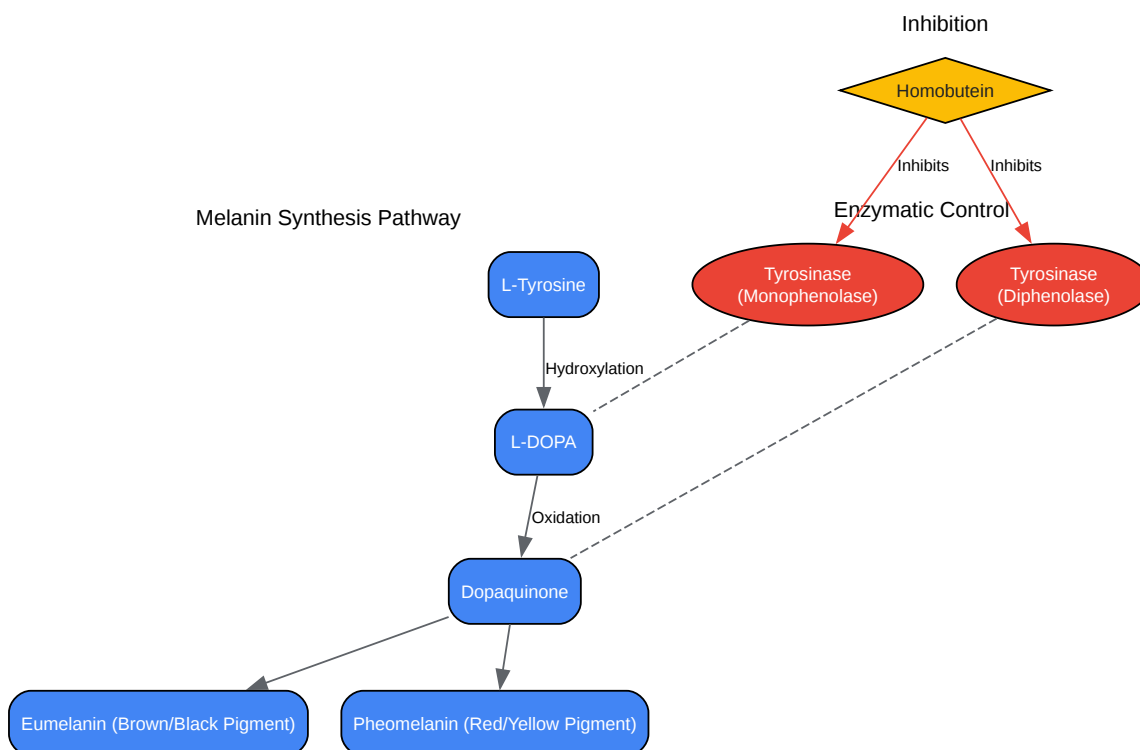 Inhibition
Homobutein
Inhibits
Inhibits
Melanin Synthesis Pathway
Enzymatic Control
L-Tyrosine
Tyrosinase
(Monophenolase)
Tyrosinase
(Diphenolase)
Hydroxylation
L-DOPA
Oxidation
Dopaquinone
Eumelanin (Brown/Black Pigment)
Pheomelanin (Red/Yellow Pigment)